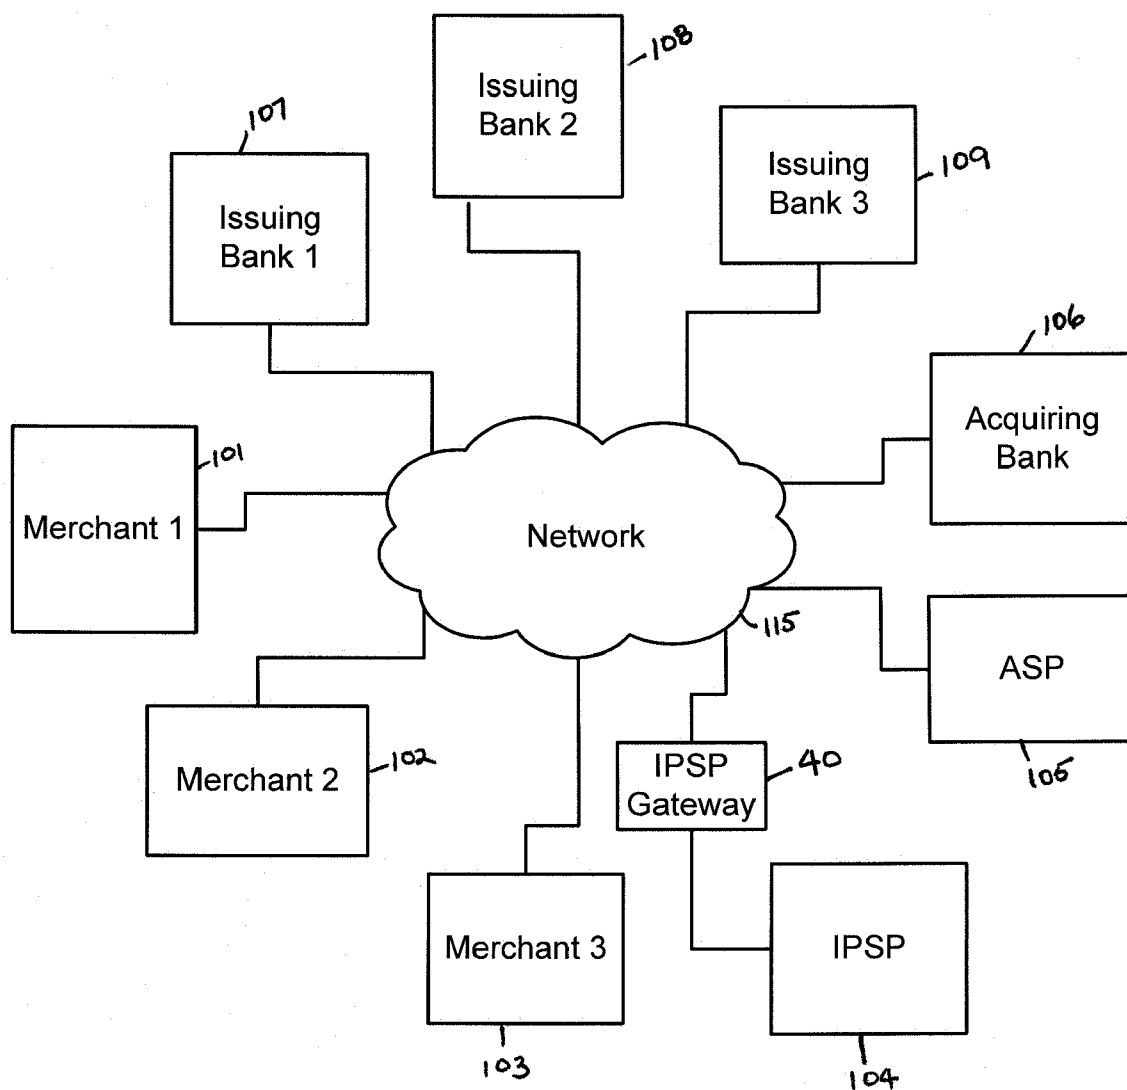 108
Issuing
Bank 2
107
109
Issuing
Bank 3
Issuing
Bank 1
106
Acquiring
Bank
101
Merchant 1
Network
115
ASP
105
Merchant 2
102
IPSP
Gateway
40
Merchant 3
103
IPSP
104